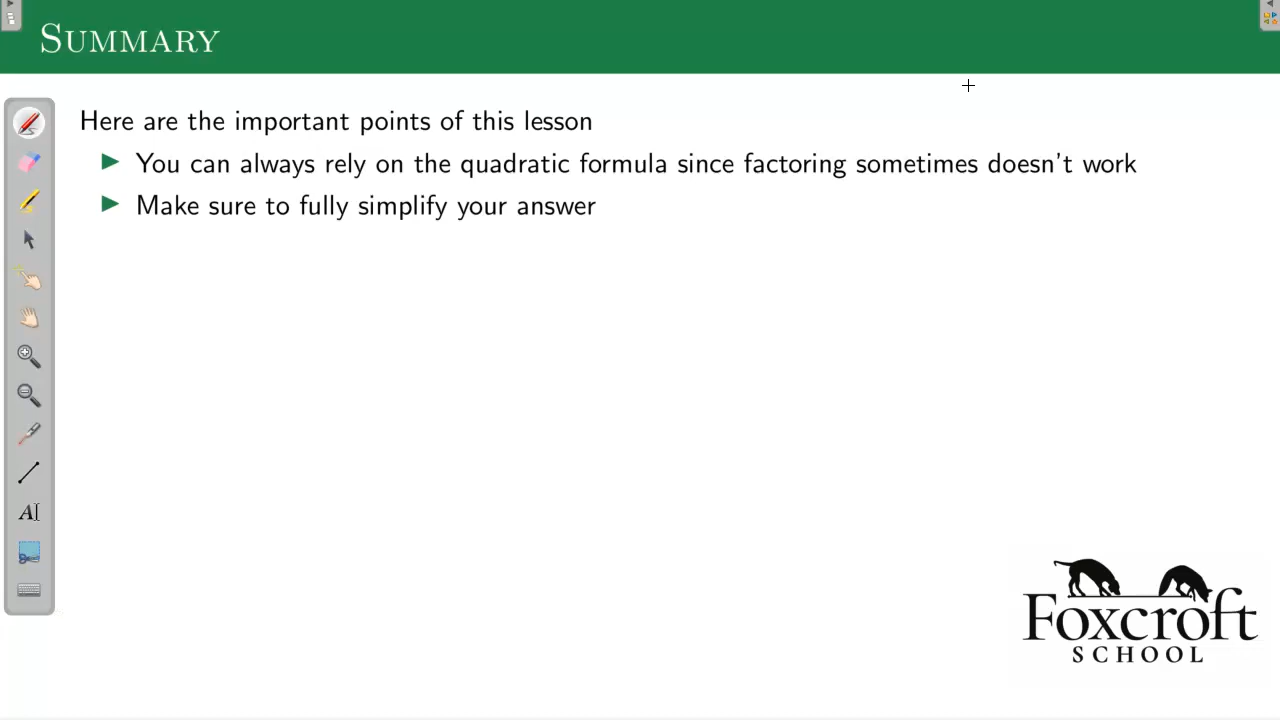 Summary
Here are the important points of this lesson
You can always rely on the quadratic formula since factoring sometimes doesn't work
Make sure to fully simplify your answer
AI
Foxcroft
SCHOOL